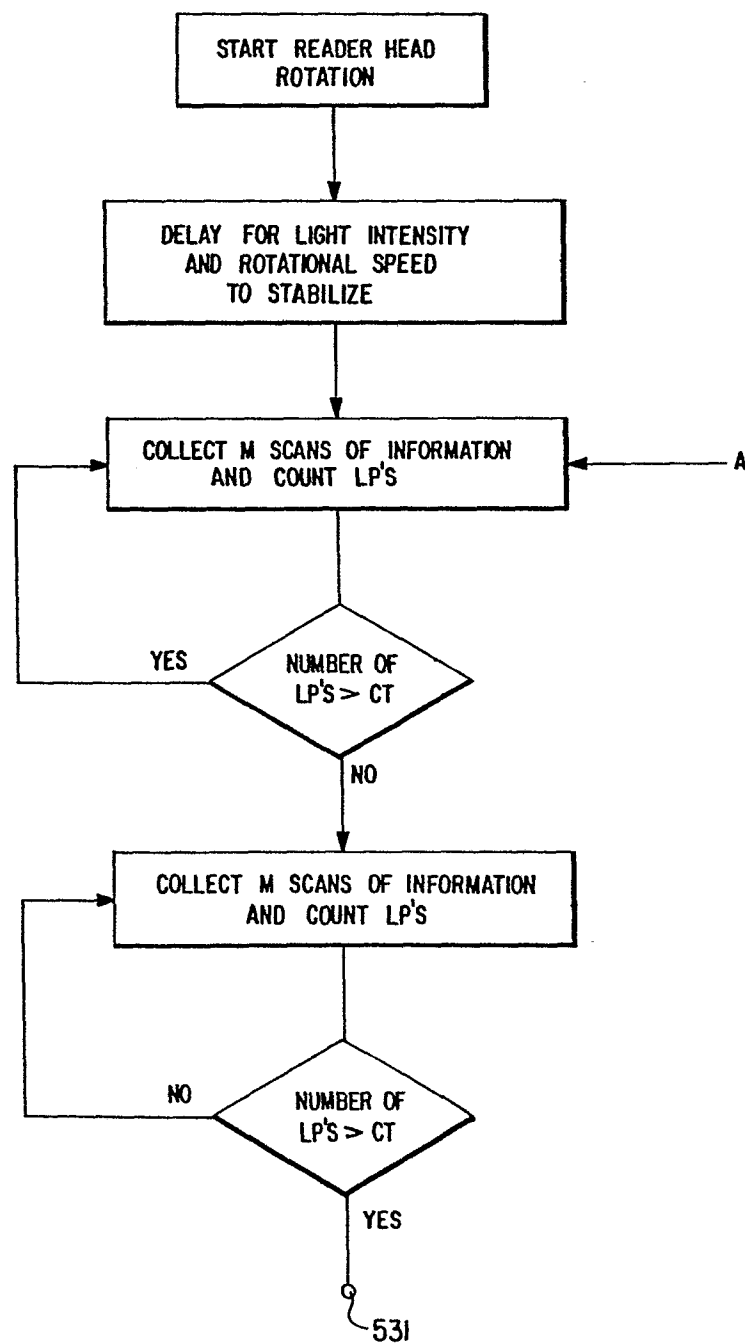 START READER HEAD
ROTATION
DELAY FOR LIGHT INTENSITY
AND ROTATIONAL SPEED
TO STABILIZE
COLLECT M SCANS OF INFORMATION
AND COUNT LP'S
A
YES
NUMBER OF
LP'S > CT
NO
COLLECT M SCANS OF INFORMATION
AND COUNT LP'S
NO
NUMBER OF
LP'S > CT
YES
531